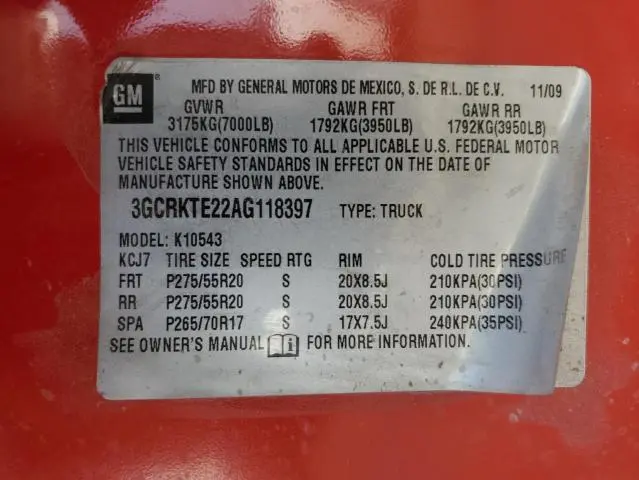 GM ® MFD BY GENERAL MOTORS DE MEXICO, S. DE R.L. DE C.V. 11/09
GVWR GAWR FRT GAWR RR
3175KG(7000LB) 1792KG(3950LB) 1792KG(3950LB)
THIS VEHICLE CONFORMS TO ALL APPLICABLE U.S. FEDERAL MOTOR
VEHICLE SAFETY STANDARDS IN EFFECT ON THE DATE OF
MANUFACTURE SHOWN ABOVE.
3GCRKTE22AG118397 TYPE: TRUCK
MODEL: K10543
KCJ7 TIRE SIZE SPEED RTG RIM COLD TIRE PRESSURE
FRT P275/55R20 S 20X8.5J 210KPA(30PSI)
RR P275/55R20 S 20X8.5J 210KPA(30PSI)
SPA P265/70R17 S 17X7.5J 240KPA(35PSI)
SEE OWNER'S MANUAL i FOR MORE INFORMATION.